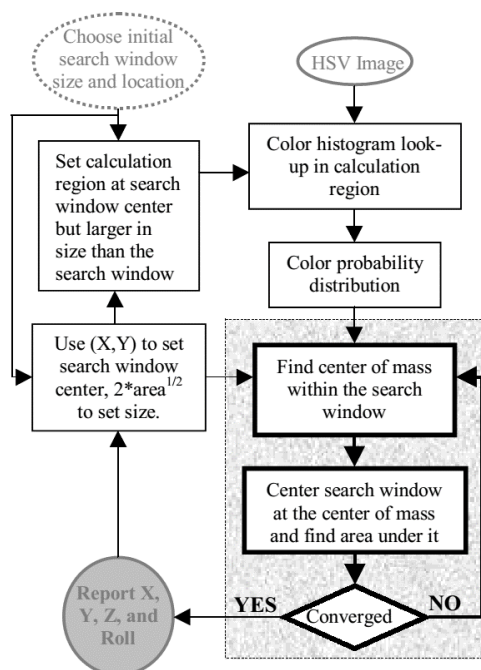 Choose initial
search window
size and location
HSV Image
Set calculation
region at search
window center
but larger in
size than the
search window
Color histogram look-
up in calculation
region
Color probability
distribution
Use (X,Y) to set
search window
center, 2*area^1/2
to set size.
Find center of mass
within the search
window
Center search window
at the center of mass
and find area under it
Report X,
Y, Z, and
Roll
YES
Converged
NO